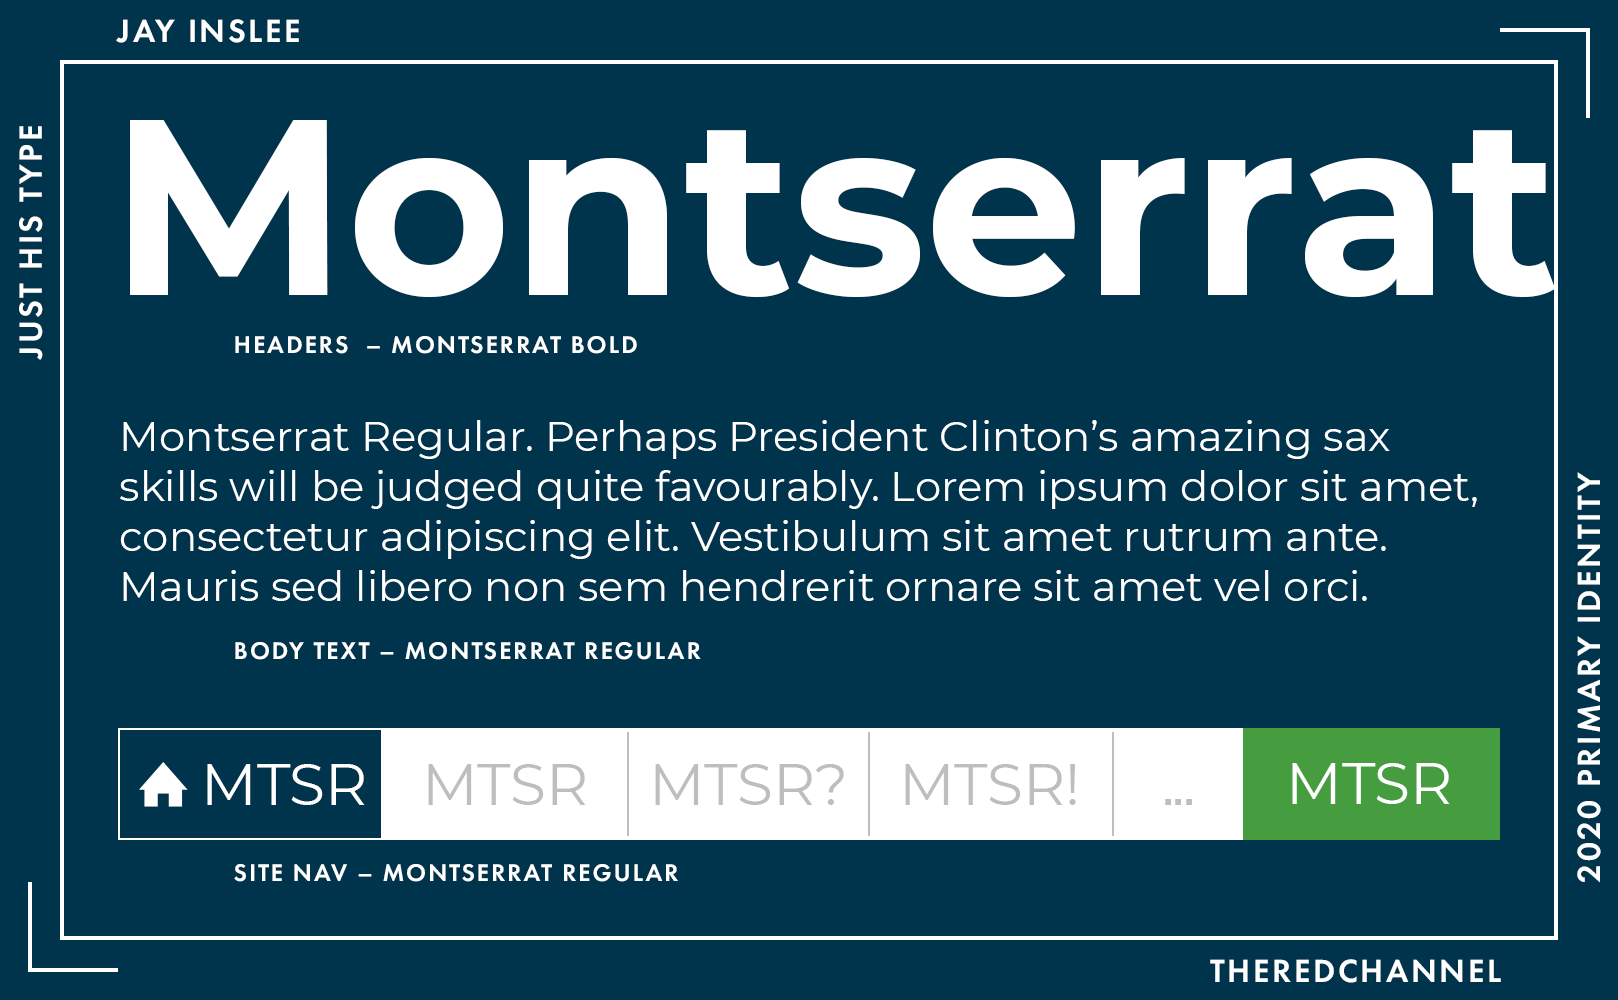 JAY INSLEE
JUST HIS TYPE
Montserrat
HEADERS – MONTSERRAT BOLD
Montserrat Regular. Perhaps President Clinton’s amazing sax
skills will be judged quite favourably. Lorem ipsum dolor sit amet,
consectetur adipiscing elit. Vestibulum sit amet rutrum ante.
Mauris sed libero non sem hendrerit ornare sit amet vel orci.
BODY TEXT – MONTSERRAT REGULAR
MTSR MTSR MTSR? MTSR! ... MTSR
SITE NAV – MONTSERRAT REGULAR
2020 PRIMARY IDENTITY
THEREDCHANNEL